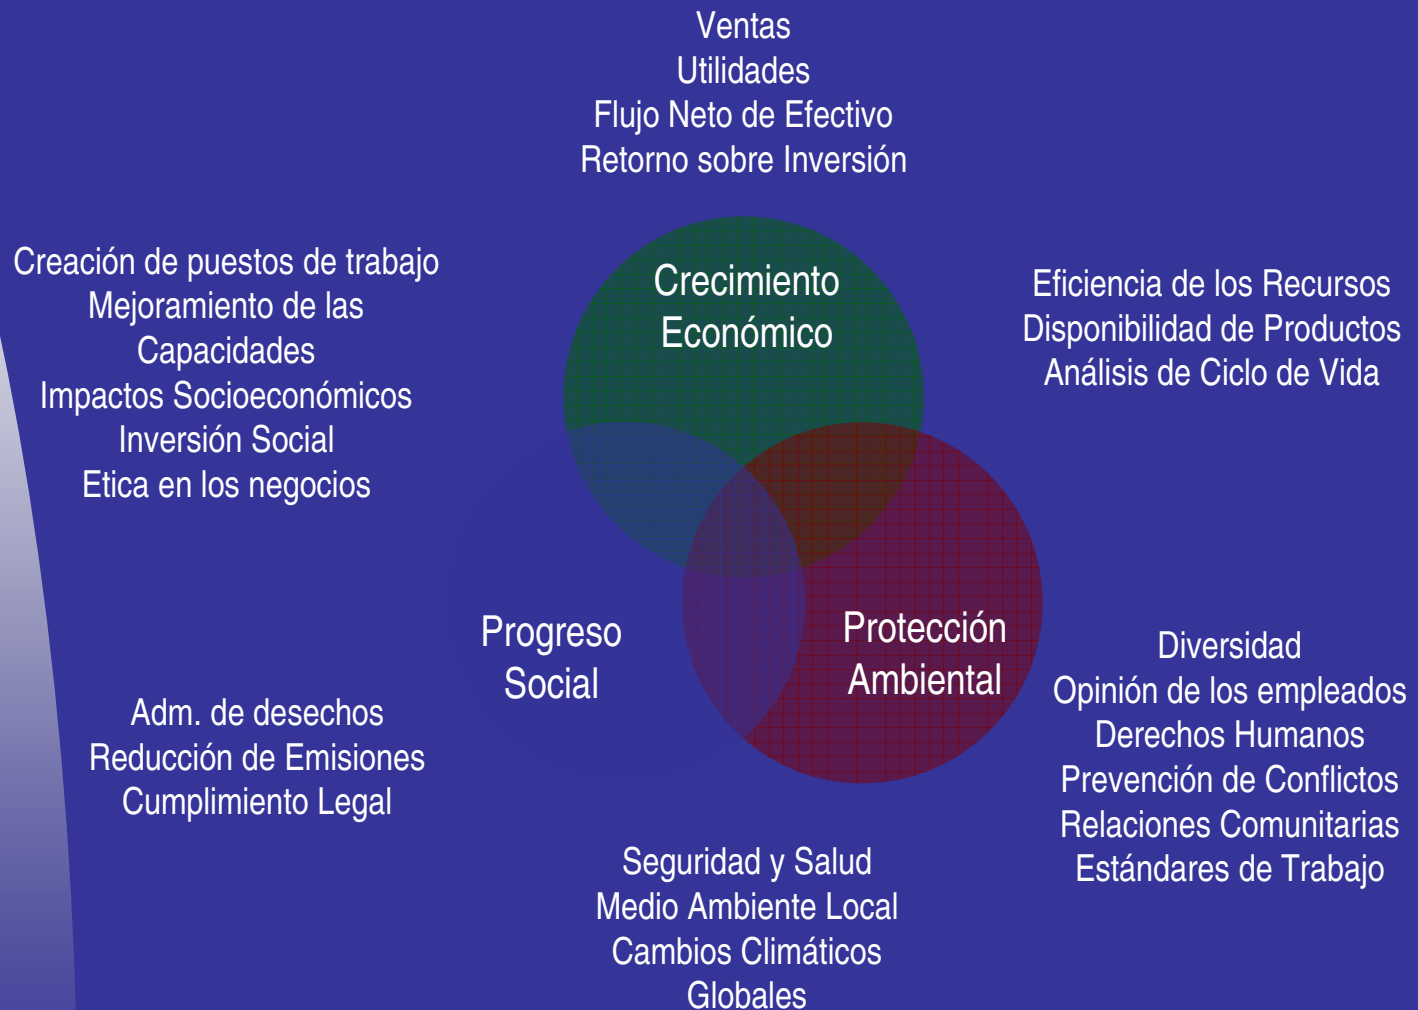 Ventas
Utilidades
Flujo Neto de Efectivo
Retorno sobre Inversión
Creación de puestos de trabajo
Mejoramiento de las
Capacidades
Impactos Socioeconómicos
Inversión Social
Etica en los negocios
Crecimiento
Económico
Eficiencia de los Recursos
Disponibilidad de Productos
Análisis de Ciclo de Vida
Progreso
Social
Protección
Ambiental
Adm. de desechos
Reducción de Emisiones
Cumplimiento Legal
Diversidad
Opinión de los empleados
Derechos Humanos
Prevención de Conflictos
Relaciones Comunitarias
Estándares de Trabajo
Seguridad y Salud
Medio Ambiente Local
Cambios Climáticos
Globales